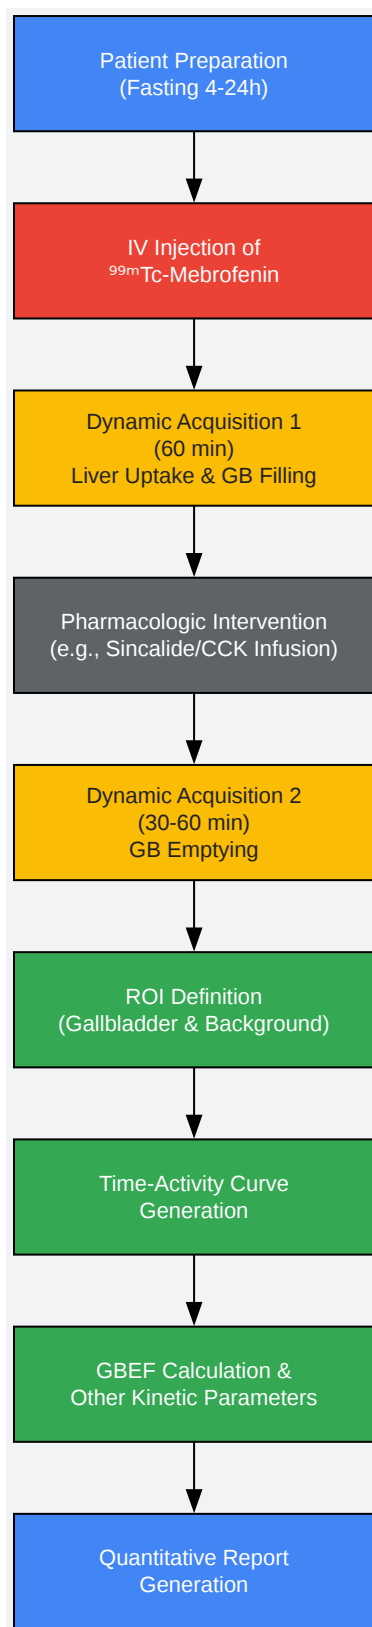 Patient Preparation
(Fasting 4-24h)
IV Injection of
⁹⁹ᵐTc-Mebrofenin
Dynamic Acquisition 1
(60 min)
Liver Uptake & GB Filling
Pharmacologic Intervention
(e.g., Sincalide/CCK Infusion)
Dynamic Acquisition 2
(30-60 min)
GB Emptying
ROI Definition
(Gallbladder & Background)
Time-Activity Curve
Generation
GBEF Calculation &
Other Kinetic Parameters
Quantitative Report
Generation